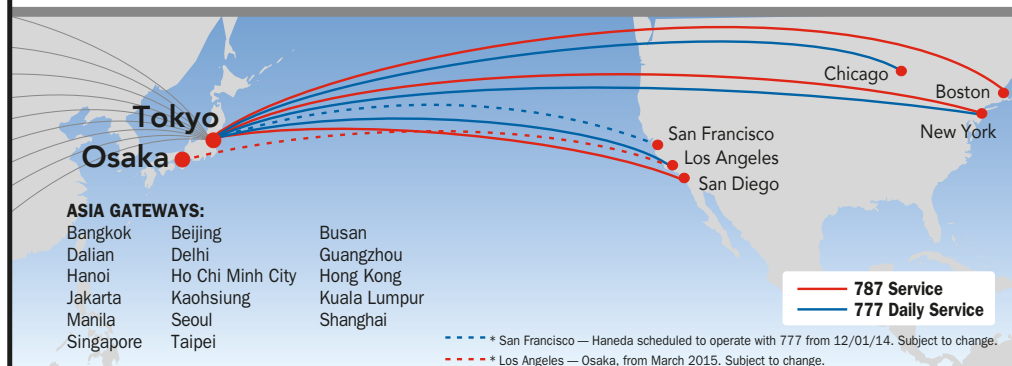 Chicago
Boston
Tokyo
New York
San Francisco
Osaka
Los Angeles
San Diego
ASIA GATEWAYS:
Bangkok Beijing Busan
Dalian Delhi Guangzhou
Hanoi Ho Chi Minh City Hong Kong
Jakarta Kaohsiung Kuala Lumpur
Manila Seoul Shanghai
Singapore Taipei
787 Service
777 Daily Service
* San Francisco — Haneda scheduled to operate with 777 from 12/01/14. Subject to change.
* Los Angeles — Osaka, from March 2015. Subject to change.